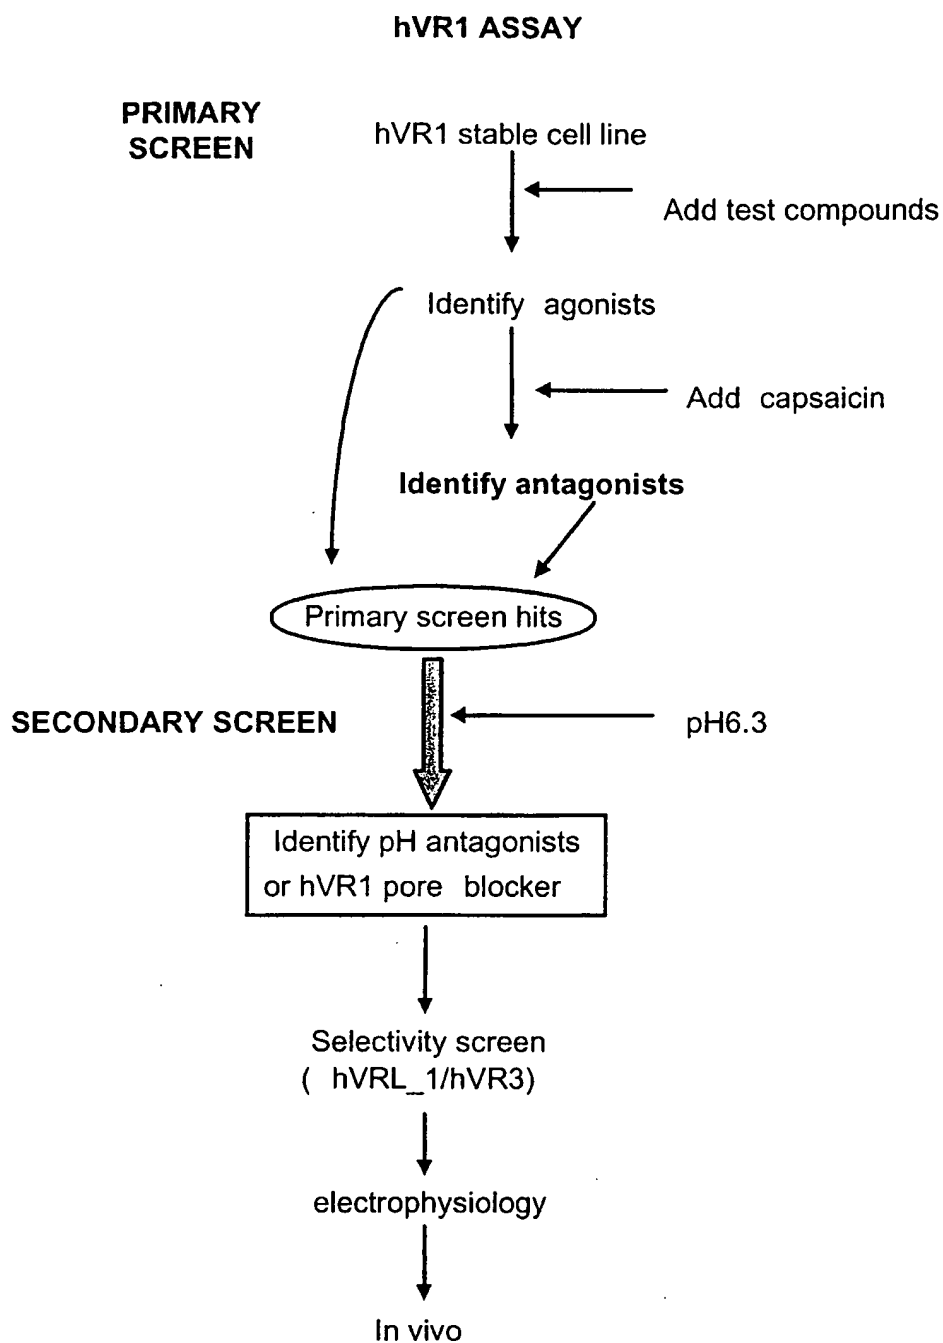 hVR1 ASSAY
PRIMARY
SCREEN
hVR1 stable cell line
Add test compounds
Identify agonists
Add capsaicin
Identify antagonists
Primary screen hits
SECONDARY SCREEN
pH6.3
Identify pH antagonists
or hVR1 pore blocker
Selectivity screen
( hVRL_1/hVR3)
electrophysiology
In vivo